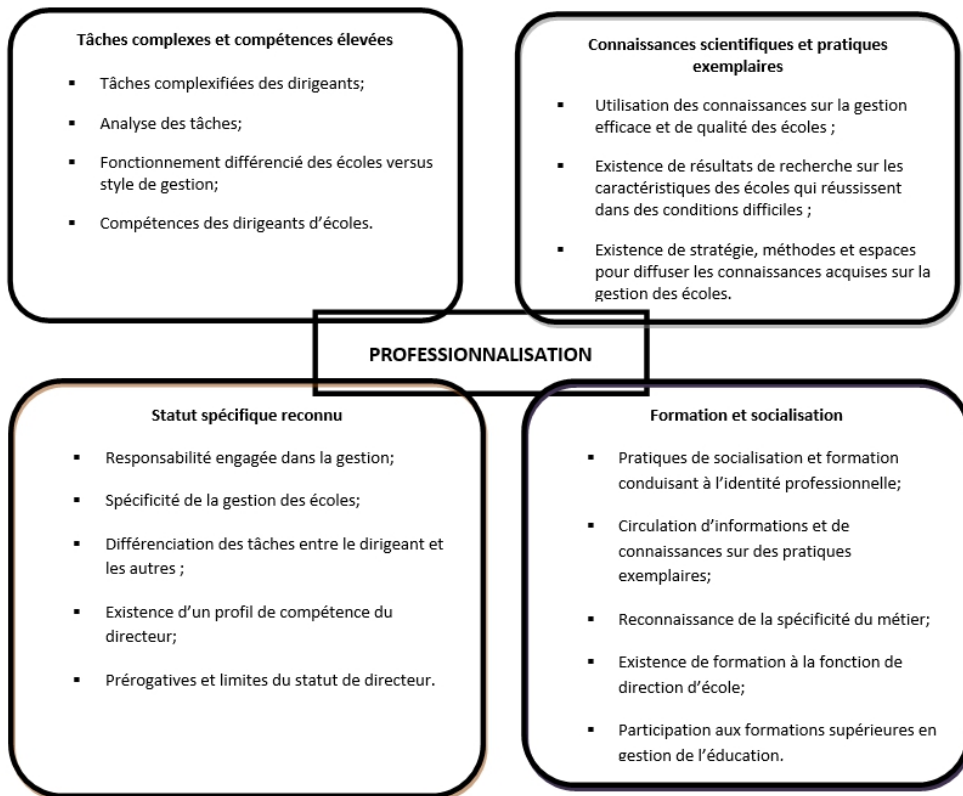 Tâches complexes et compétences élevées
▪ Tâches complexifiées des dirigeants;
▪ Analyse des tâches;
▪ Fonctionnement différencié des écoles versus
style de gestion;
▪ Compétences des dirigeants d'écoles.
Connaissances scientifiques et pratiques
exemplaires
▪ Utilisation des connaissances sur la gestion
efficace et de qualité des écoles ;
▪ Existence de résultats de recherche sur les
caractéristiques des écoles qui réussissent
dans des conditions difficiles ;
▪ Existence de stratégie, méthodes et espaces
pour diffuser les connaissances acquises sur la
gestion des écoles.
PROFESSIONNALISATION
Statut spécifique reconnu
▪ Responsabilité engagée dans la gestion;
▪ Spécificité de la gestion des écoles;
▪ Différenciation des tâches entre le dirigeant et
les autres ;
▪ Existence d'un profil de compétence du
directeur;
▪ Prérogatives et limites du statut de directeur.
Formation et socialisation
▪ Pratiques de socialisation et formation
conduisant à l'identité professionnelle;
▪ Circulation d'informations et de
connaissances sur des pratiques
exemplaires;
▪ Reconnaissance de la spécificité du métier;
▪ Existence de formation à la fonction de
direction d'école;
▪ Participation aux formations supérieures en
gestion de l'éducation.